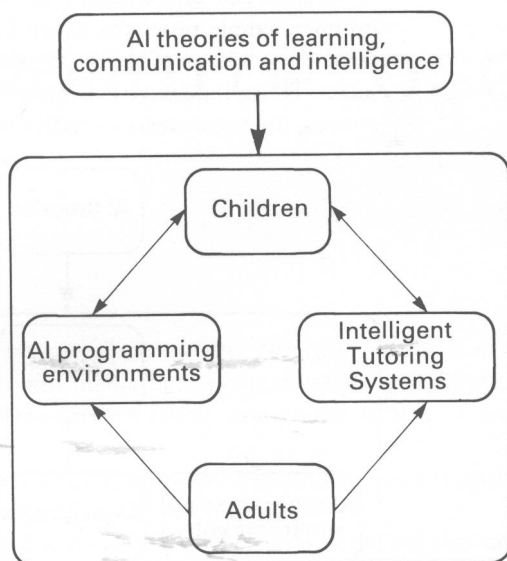 AI theories of learning,
communication and intelligence
Children
AI programming
environments
Intelligent
Tutoring
Systems
Adults